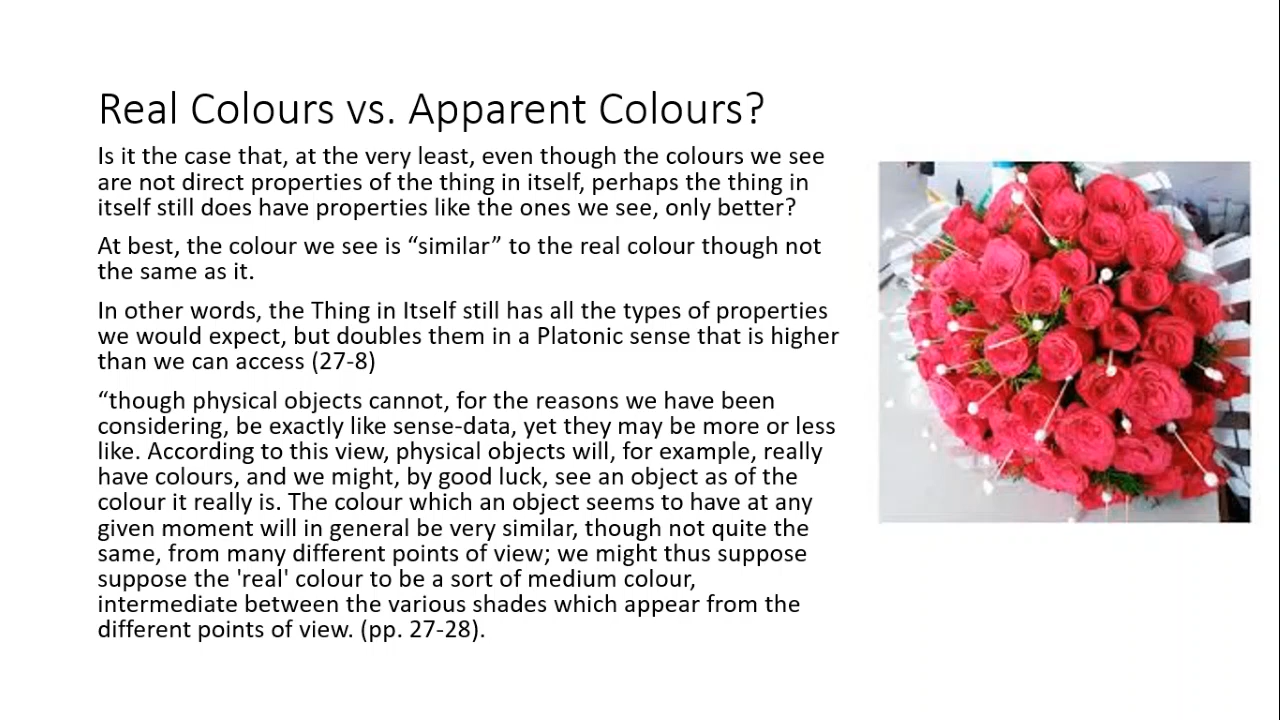 Real Colours vs. Apparent Colours?
Is it the case that, at the very least, even though the colours we see
are not direct properties of the thing in itself, perhaps the thing in
itself still does have properties like the ones we see, only better?
At best, the colour we see is “similar” to the real colour though not
the same as it.
In other words, the Thing in Itself still has all the types of properties
we would expect, but doubles them in a Platonic sense that is higher
than we can access (27-8)
“though physical objects cannot, for the reasons we have been
considering, be exactly like sense-data, yet they may be more or less
like. According to this view, physical objects will, for example, really
have colours, and we might, by good luck, see an object as of the
colour it really is. The colour which an object seems to have at any
given moment will in general be very similar, though not quite the
same, from many different points of view; we might thus suppose
suppose the 'real' colour to be a sort of medium colour,
intermediate between the various shades which appear from the
different points of view. (pp. 27-28).